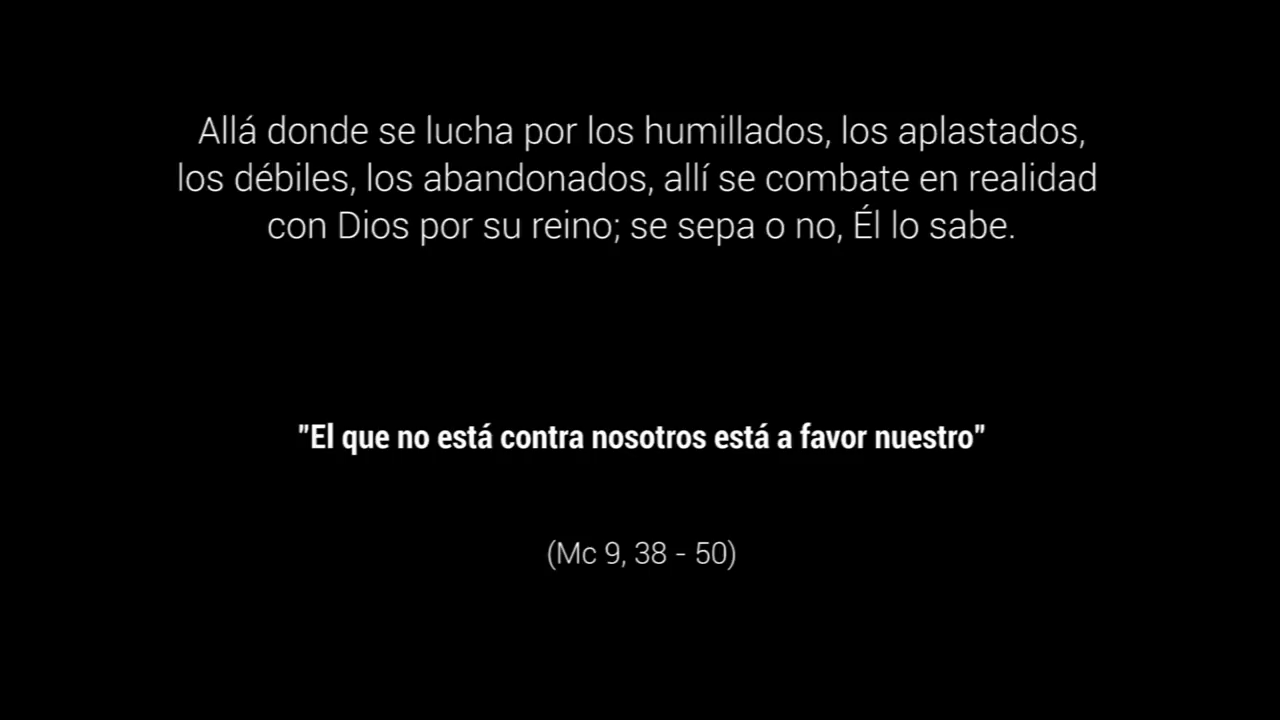 Allá donde se lucha por los humillados, los aplastados,
los débiles, los abandonados, allí se combate en realidad
con Dios por su reino; se sepa o no, Él lo sabe.
"El que no está contra nosotros está a favor nuestro"
(Mc 9, 38 - 50)